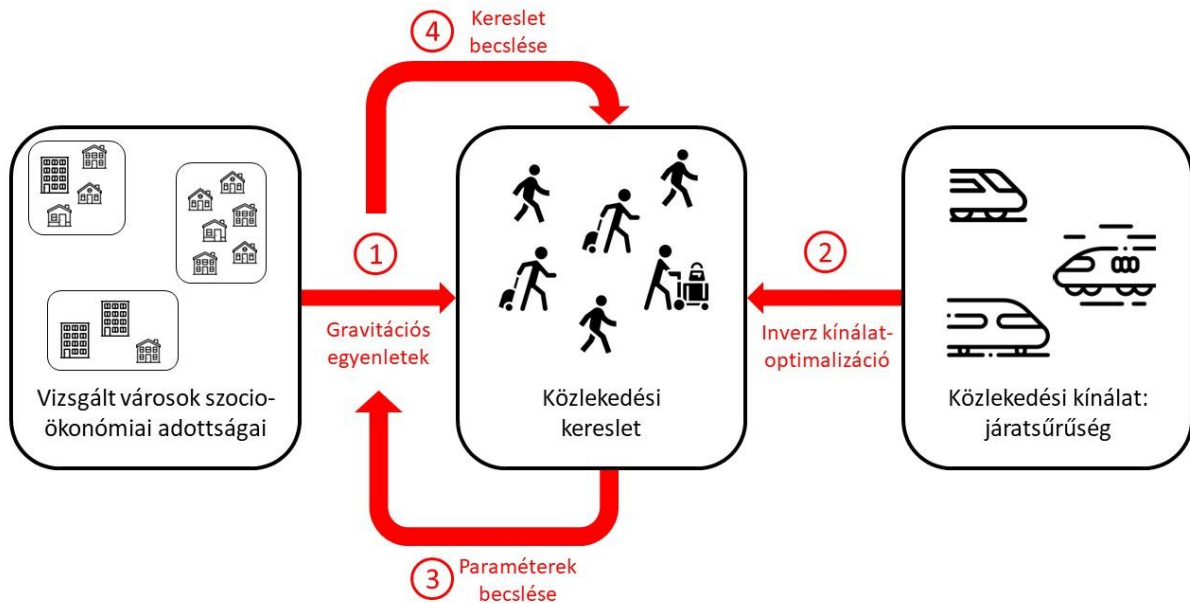 4
Kereslet
becslése
1
Gravitációs
egyenletek
2
Inverz kínálat-
optimalizáció
Vizsgált városok szocio-
ökonómiai adottságai
Közlekedési
kereslet
Közlekedési kínálat:
járatsűrűség
3
Paraméterek
becslése